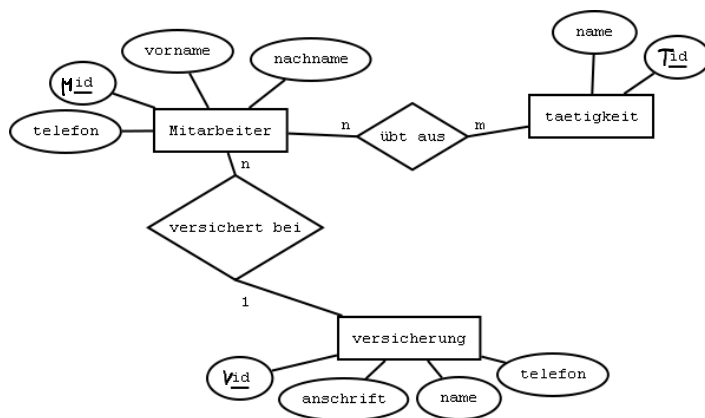 name
vorname
nachname
Tid
Mid
taetigkeit
telefon
Mitarbeiter
n
übt aus
m
n
versichert bei
1
versicherung
telefon
Vid
anschrift
name